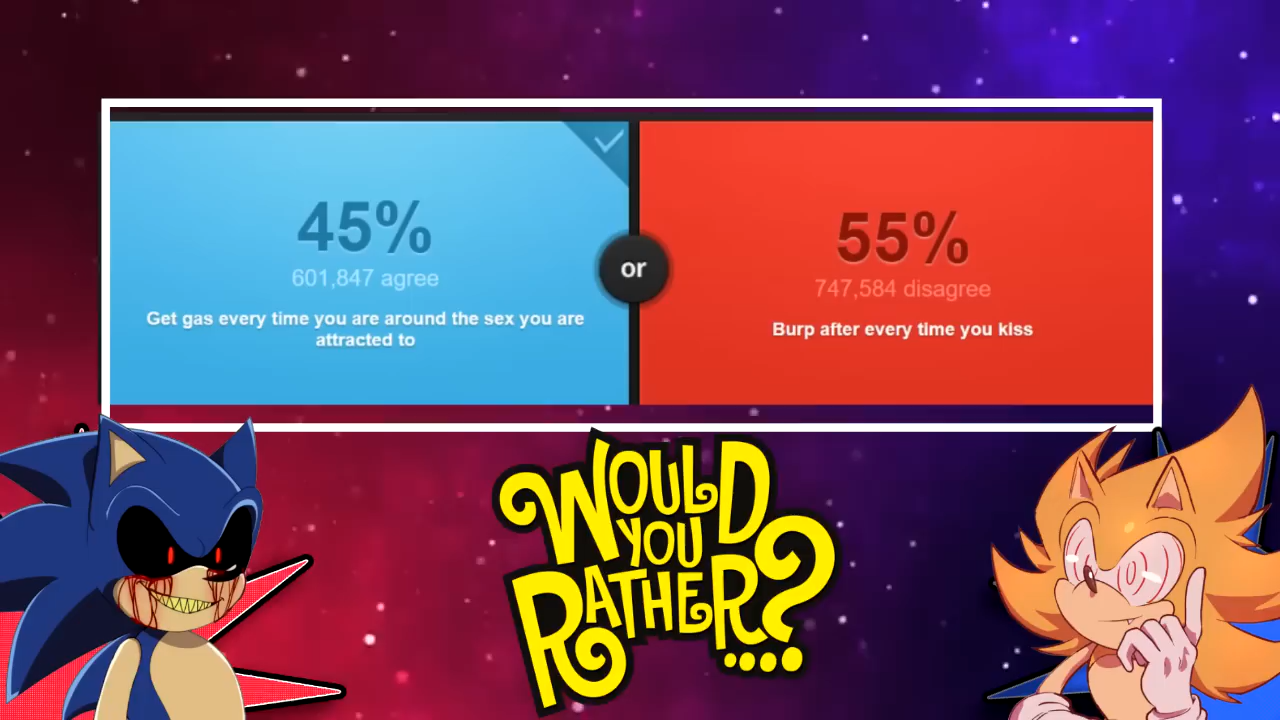 45%
601,847 agree
Get gas every time you are around the sex you are
attracted to
or
55%
747,584 disagree
Burp after every time you kiss
WOULD
YOU
RATHER...?